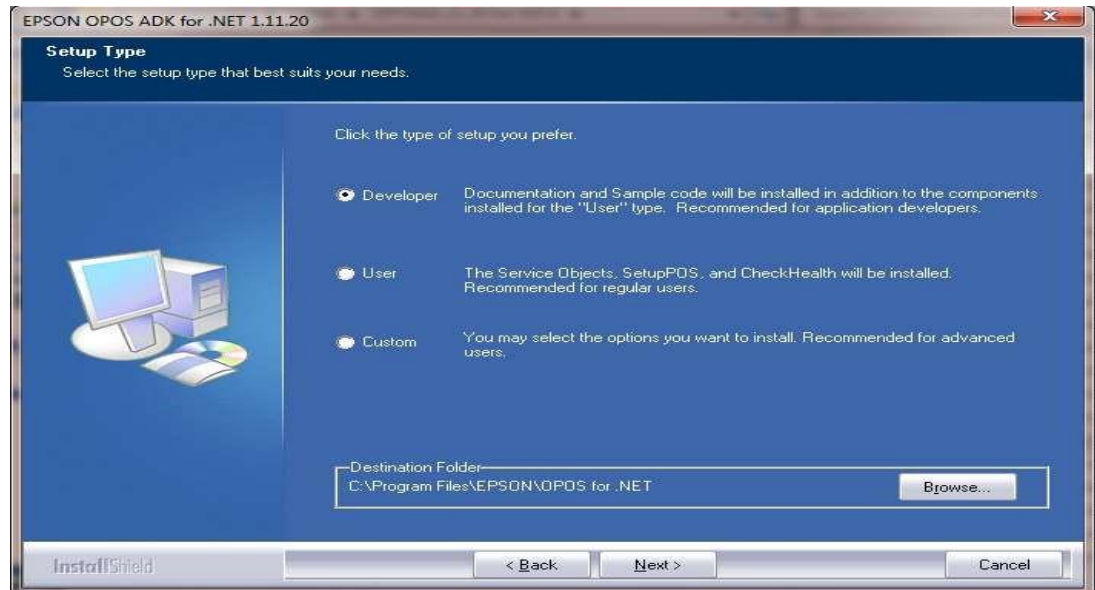 EPSON OPOS ADK for .NET 1.11.20
Setup Type
Select the setup type that best suits your needs.
Click the type of setup you prefer.
Developer
Documentation and Sample code will be installed in addition to the components
installed for the "User" type. Recommended for application developers.
User
The Service Objects, SetupPOS, and CheckHealth will be installed.
Recommended for regular users.
Custom
You may select the options you want to install. Recommended for advanced
users.
Destination Folder
C:\Program Files\EPSON\OPOS for .NET
Browse...
InstallShield
< Back
Next >
Cancel